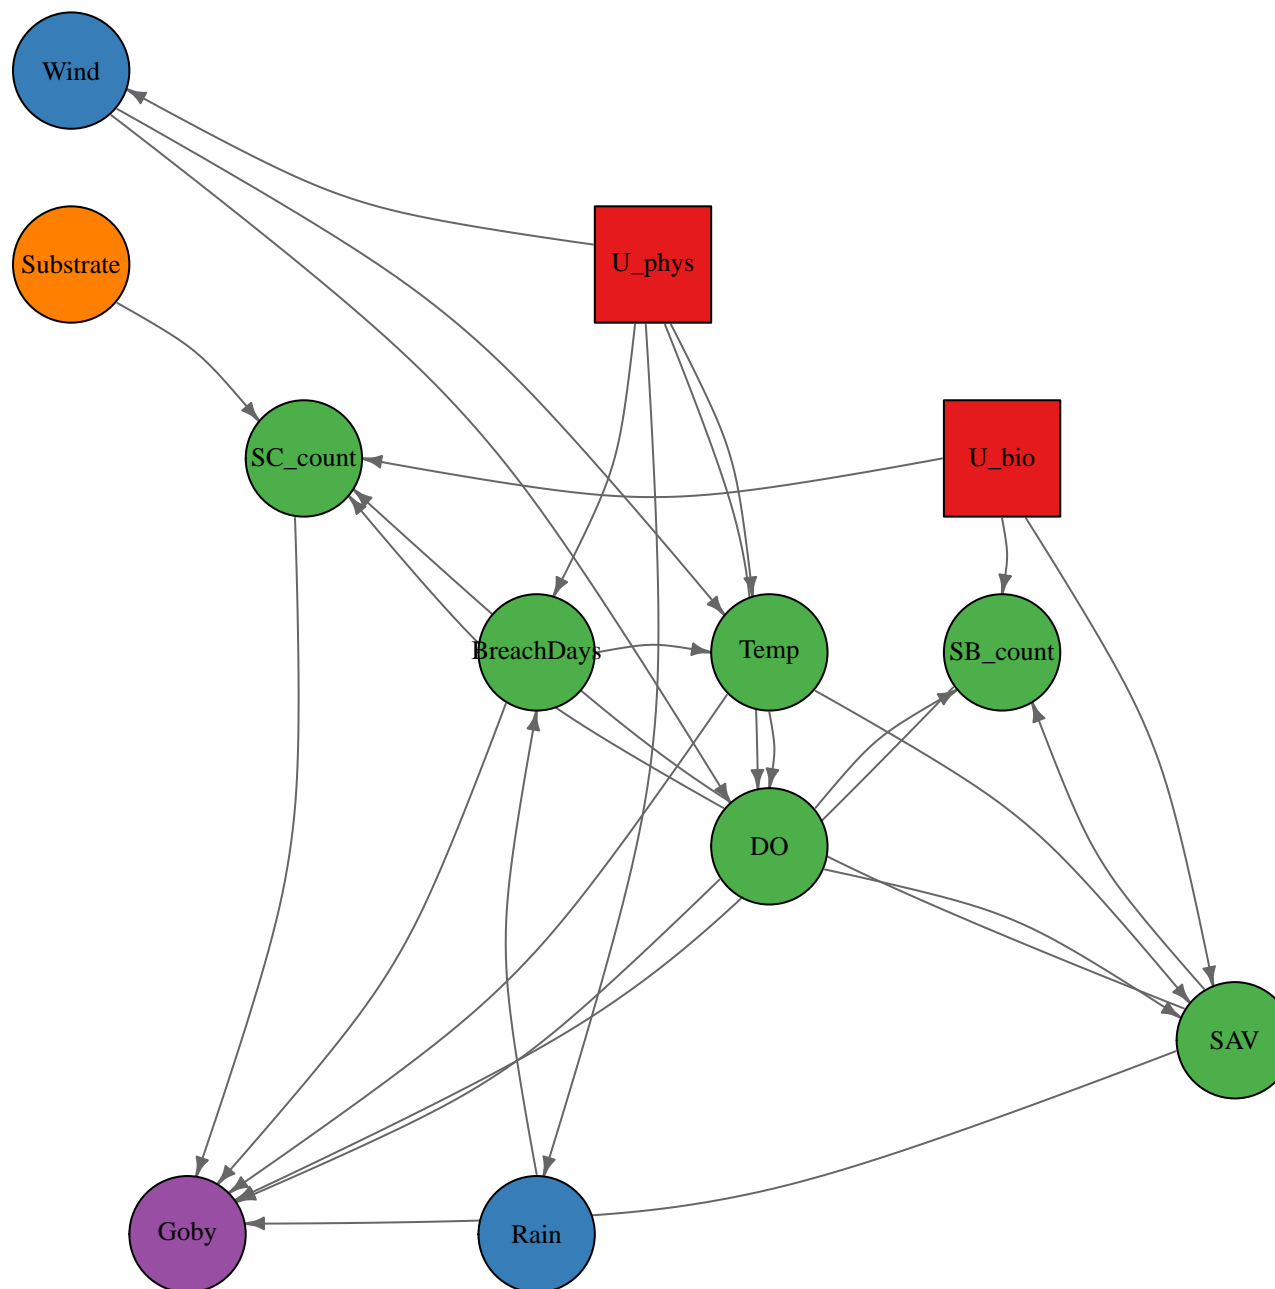 Wind
Substrate
U_phys
SC_count
U_bio
BreachDays
Temp
SB_count
DO
SAV
Goby
Rain